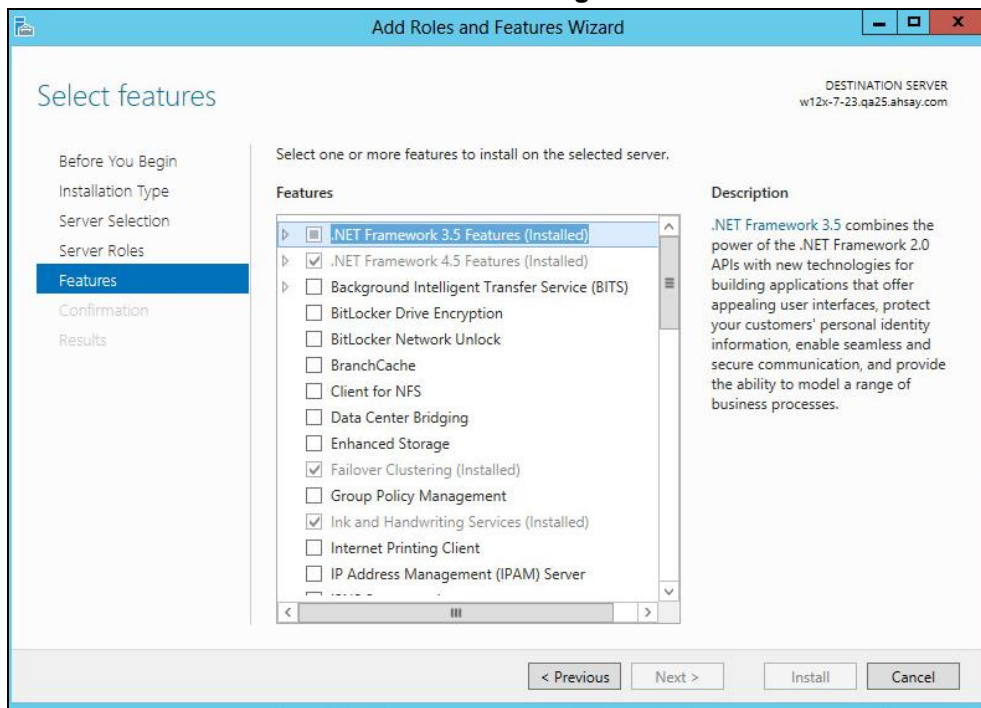 Add Roles and Features Wizard
Select features
DESTINATION SERVER
w12x-7-23.qa25.ahsay.com
Before You Begin
Installation Type
Server Selection
Server Roles
Features
Confirmation
Results
Select one or more features to install on the selected server.
Features
.NET Framework 3.5 Features (Installed)
.NET Framework 4.5 Features (Installed)
Background Intelligent Transfer Service (BITS)
BitLocker Drive Encryption
BitLocker Network Unlock
BranchCache
Client for NFS
Data Center Bridging
Enhanced Storage
Failover Clustering (Installed)
Group Policy Management
Ink and Handwriting Services (Installed)
Internet Printing Client
IP Address Management (IPAM) Server
Description
.NET Framework 3.5 combines the
power of the .NET Framework 2.0
APIs with new technologies for
building applications that offer
appealing user interfaces, protect
your customers' personal identity
information, enable seamless and
secure communication, and provide
the ability to model a range of
business processes.
< Previous
Next >
Install
Cancel